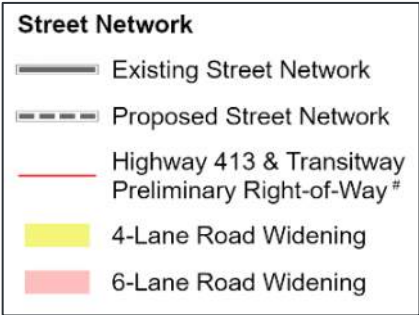 Street Network
Existing Street Network
Proposed Street Network
Highway 413 & Transitway
Preliminary Right-of-Way #
4-Lane Road Widening
6-Lane Road Widening